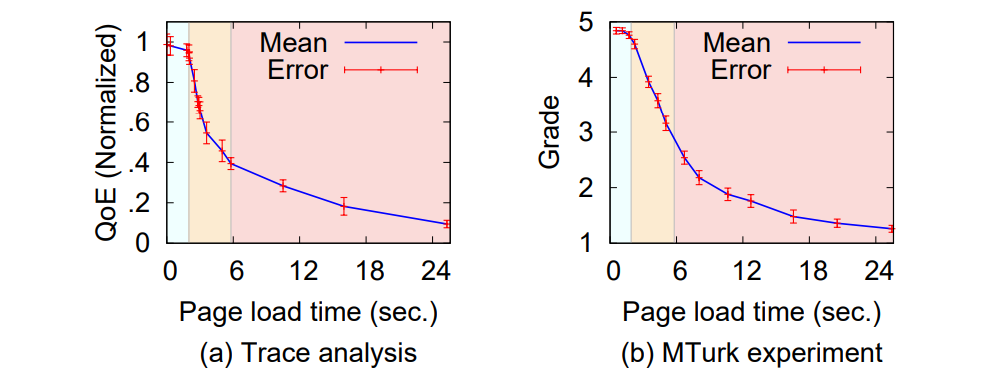 QoE (Normalized)
1
.8
.6
.4
.2
0
Mean
Error
0 6 12 18 24
Page load time (sec.)
(a) Trace analysis
Grade
5
4
3
2
1
Mean
Error
0 6 12 18 24
Page load time (sec.)
(b) MTurk experiment